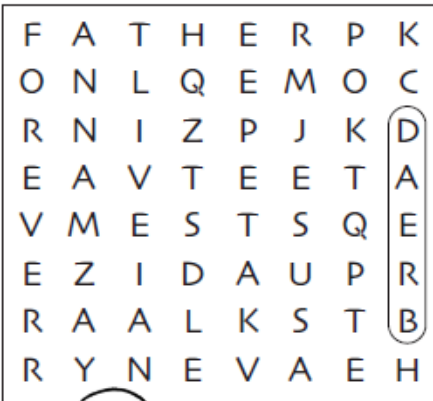 F A T H E R P K
O N L Q E M O C
R N I Z P J K D
E A V T E E T A
V M E S T S Q E
E Z I D A U P R
R A A L K S T B
R Y N E V A E H